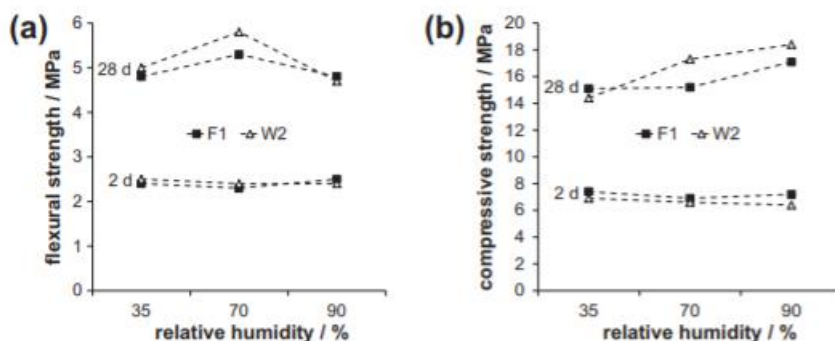 (a)
flexural strength / MPa
6
5
4
3
2
1
0
28 d
F1 W2
2 d
35 70 90
relative humidity / %
(b)
compressive strength / MPa
20
18
16
14
12
10
8
6
4
2
0
28 d
F1 W2
2 d
35 70 90
relative humidity / %